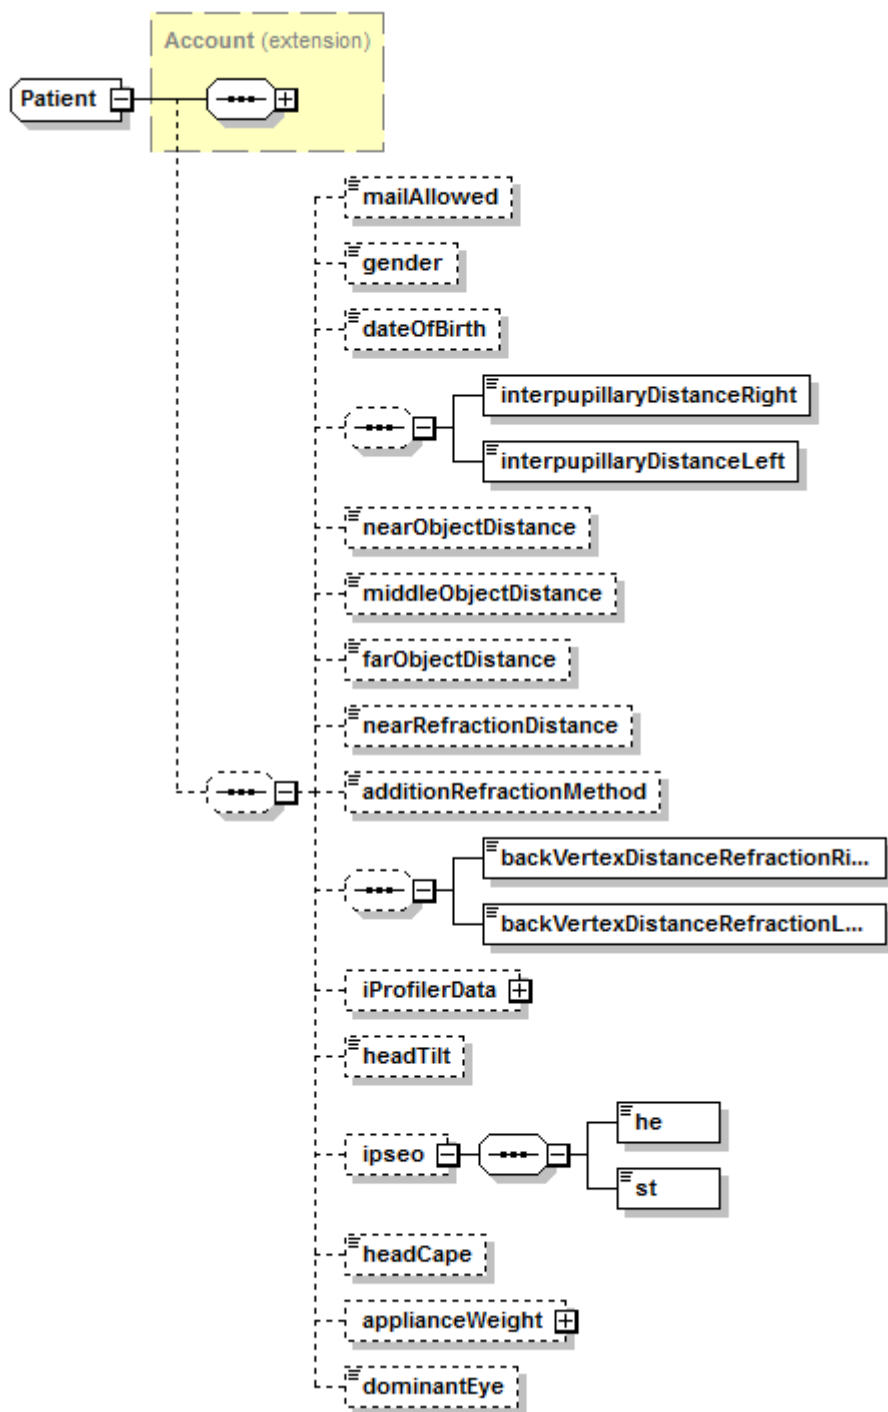 Account (extension)
Patient
mailAllowed
gender
dateOfBirth
interpupillaryDistanceRight
interpupillaryDistanceLeft
nearObjectDistance
middleObjectDistance
farObjectDistance
nearRefractionDistance
additionRefractionMethod
backVertexDistanceRefractionRi...
backVertexDistanceRefractionL...
iProfilerData
headTilt
ipseo
he
st
headCape
applianceWeight
dominantEye